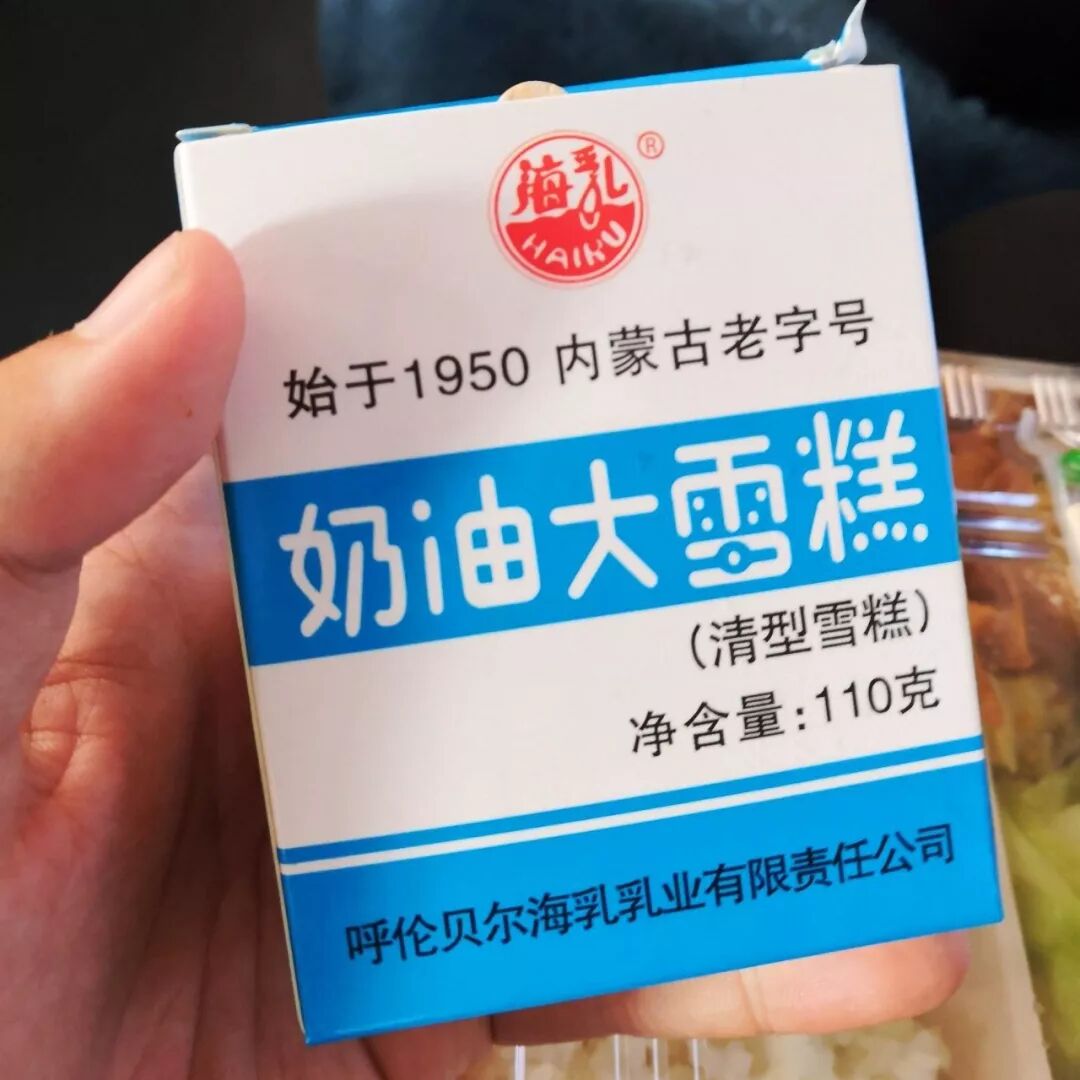 海乳®
HAIRU
始于1950 内蒙古老字号
奶油大雪糕
（清型雪糕）
净含量：110克
呼伦贝尔海乳乳业有限责任公司